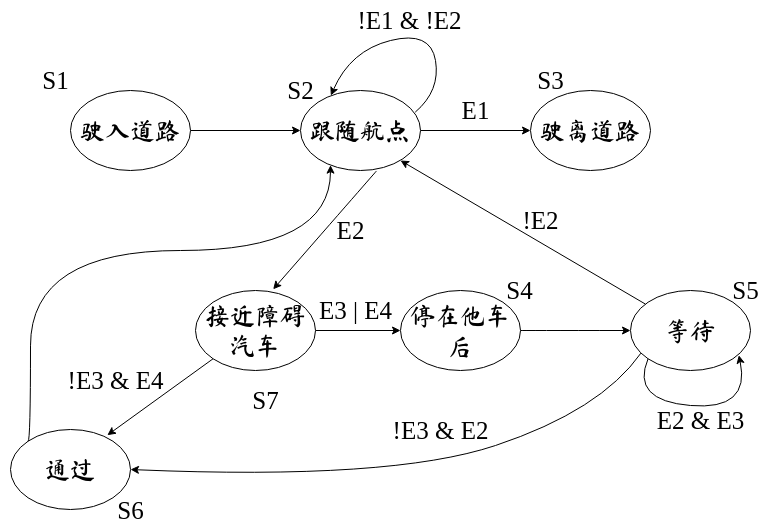 !E1 & !E2
S1
S2
S3
驶入道路
跟随航点
E1
驶离道路
E2
!E2
接近障碍
汽车
E3 | E4
S4
停在他车
后
S5
等待
!E3 & E4
S7
E2 & E3
!E3 & E2
通过
S6